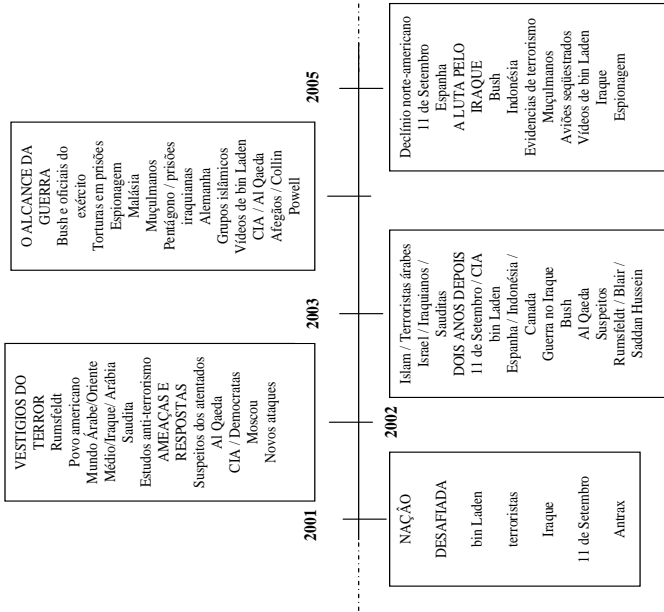 VESTIGIOS DO
TERROR
Rumsfeldt
Povo americano
Mundo Árabe/Oriente
Médio/Iraque/ Arábia
Saudita
Estudos anti-terrorismo
AMEAÇAS E
RESPOSTAS
Suspeitos dos atentados
Al Qaeda
CIA / Democratas
Moscou
Novos ataques
O ALCANCE DA
GUERRA
Bush e oficiais do
exército
Torturas em prisões
Espionagem
Malásia
Muçulmanos
Pentágono / prisões
iraquianas
Alemanha
Grupos islâmicos
Vídeos de bin Laden
CIA / Al Qaeda
Afegãos / Collin
Powell
2001
2003
2005
2002
NAÇÂO
DESAFIADA
bin Laden
terroristas
Iraque
11 de Setembro
Antrax
Islam / Terroristas árabes
Israel / Iraquianos /
Sauditas
DOIS ANOS DEPOIS
11 de Setembro / CIA
bin Laden
Espanha / Indonésia /
Canada
Guerra no Iraque
Bush
Al Qaeda
Suspeitos
Rumsfeldt / Blair /
Saddan Hussein
Declínio norte-americano
11 de Setembro
Espanha
A LUTA PELO
IRAQUE
Bush
Indonésia
Evidencias de terrorismo
Muçulmanos
Aviões seqüestrados
Vídeos de bin Laden
Iraque
Espionagem